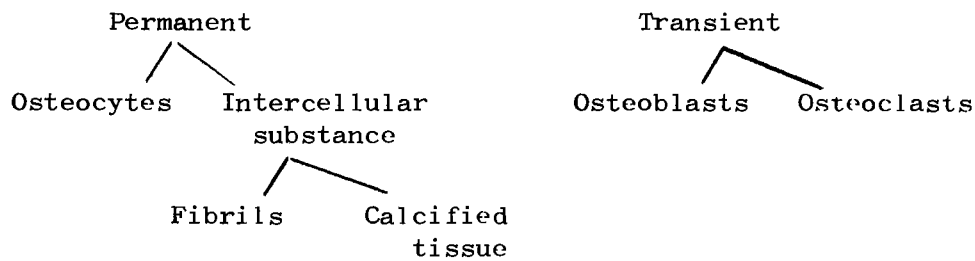 Permanent Transient
Osteocytes Intercellular substance Osteoblasts Osteoclasts
Fibrils Calcified tissue